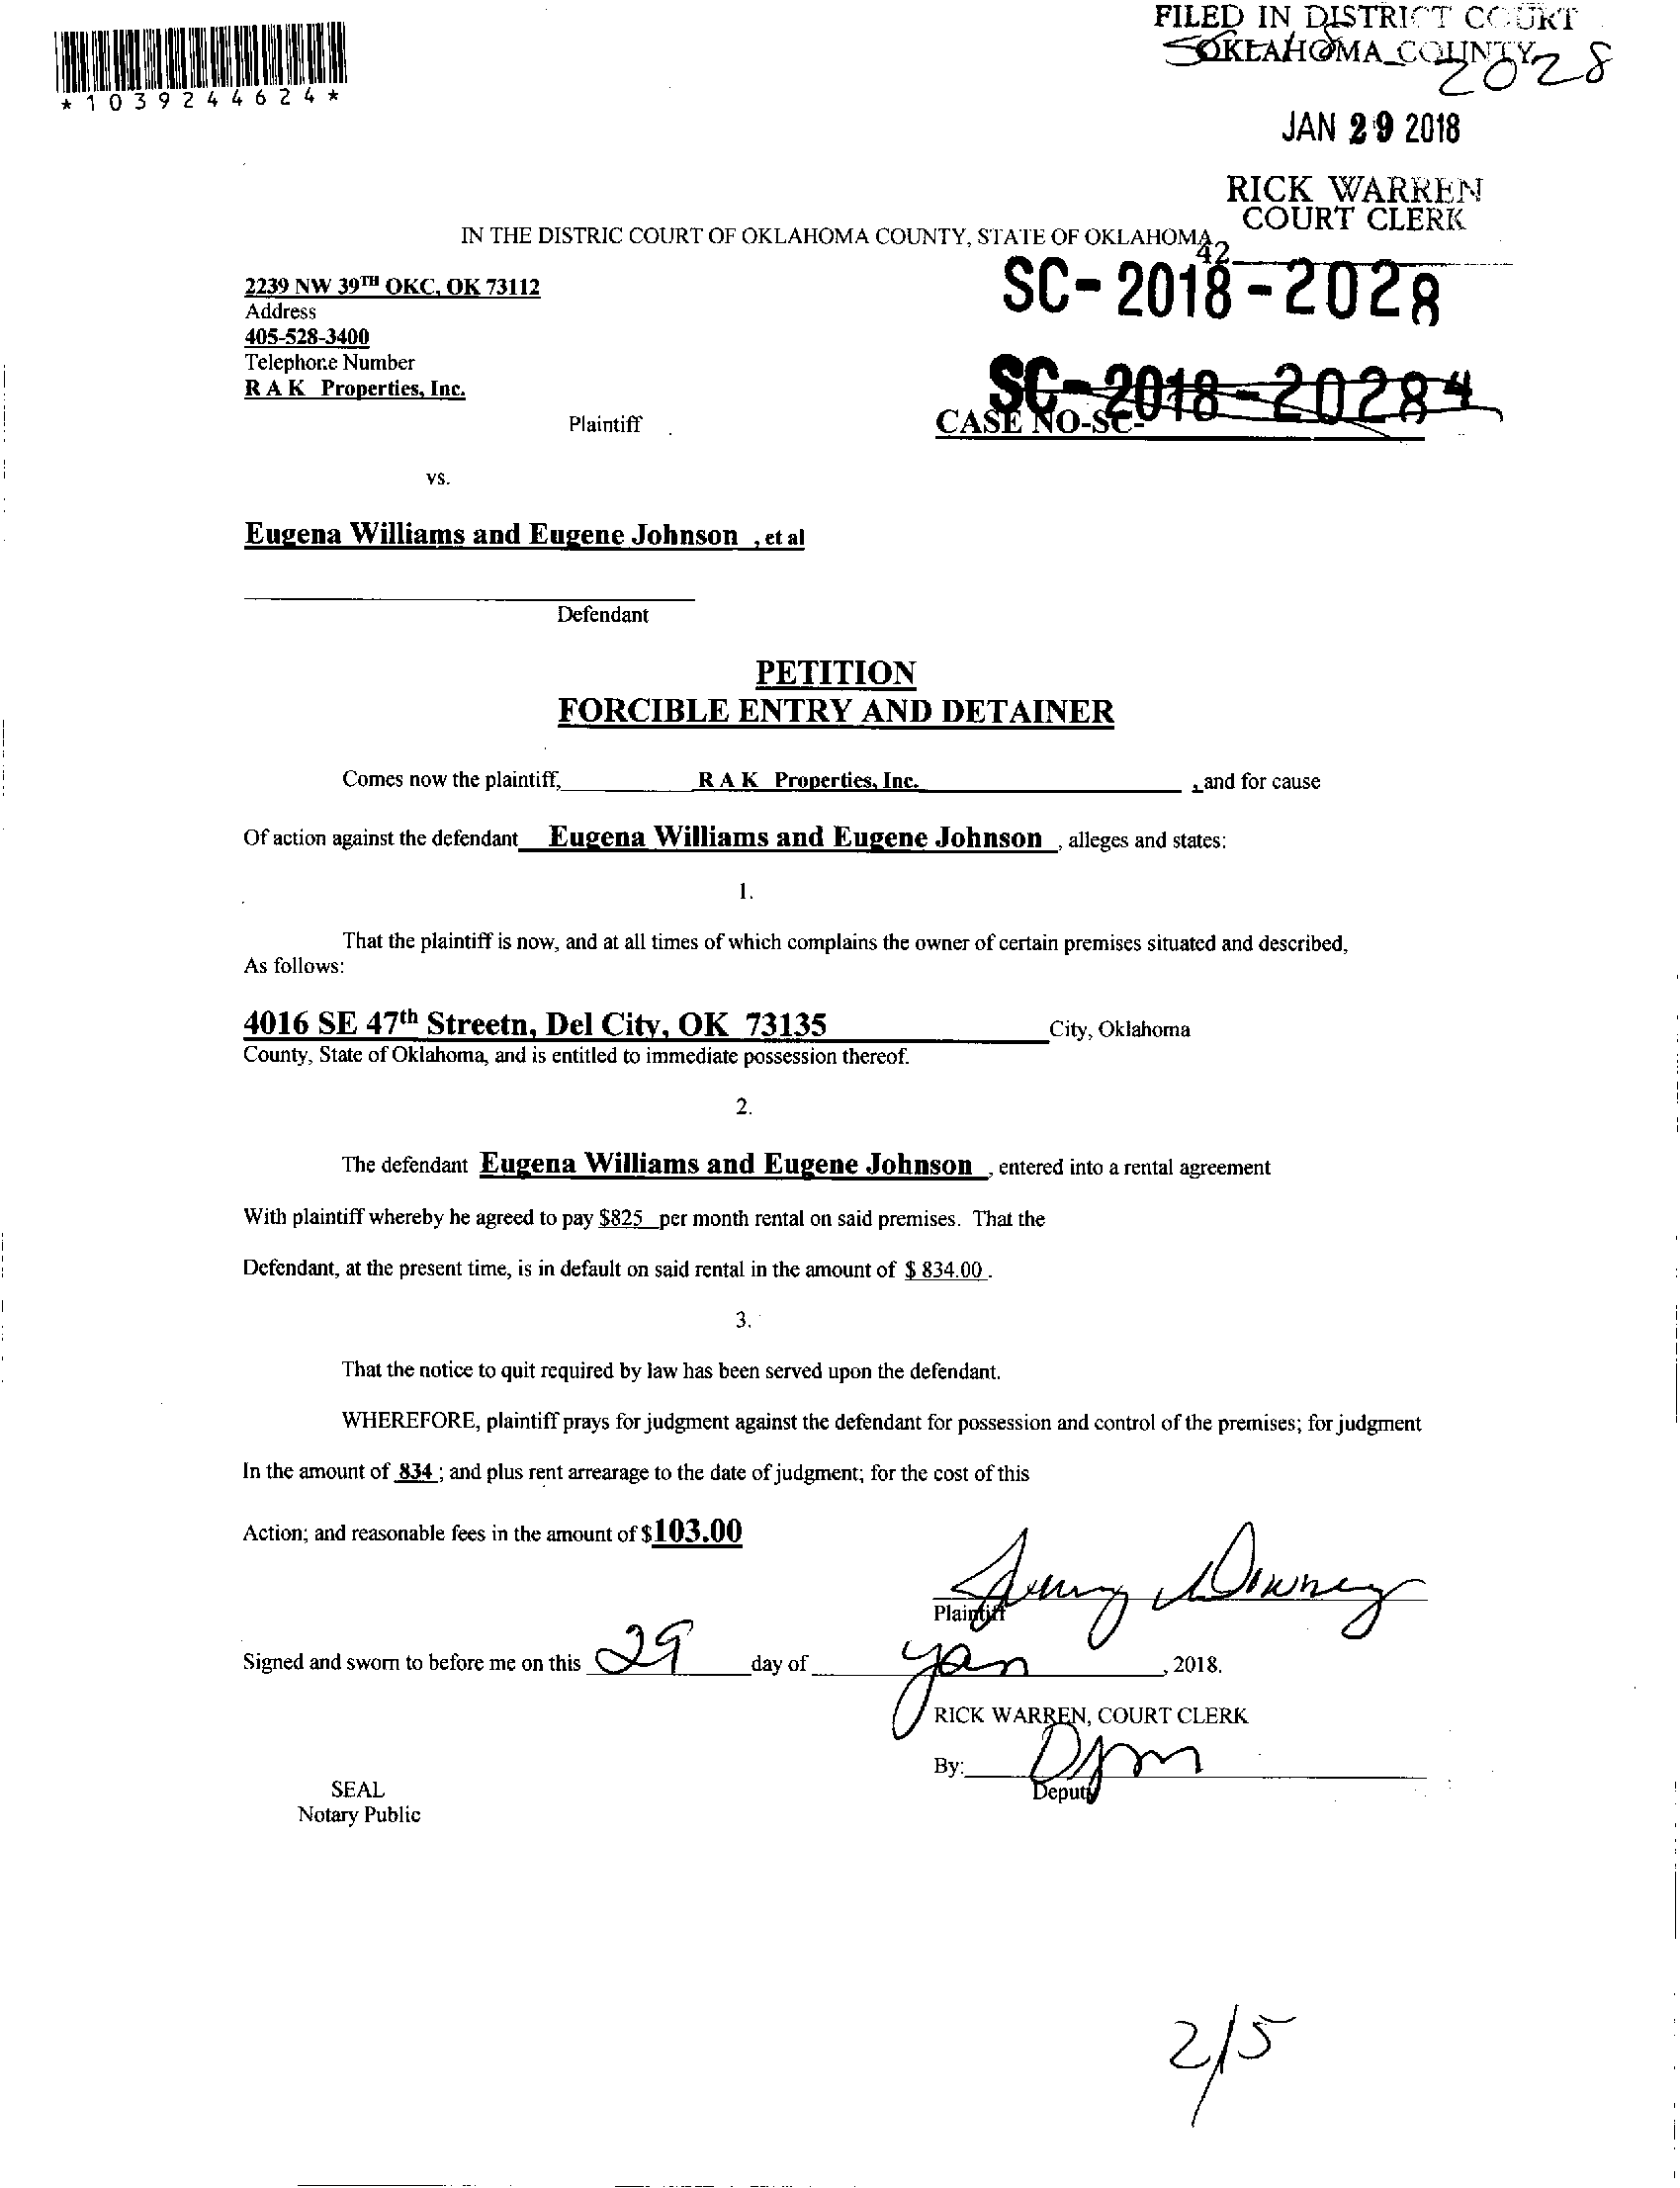 FILED IN DISTRICT COURT
OKLAHOMA COUNTY
2028
*1039244624*
JAN 29 2018
RICK WARREN
COURT CLERK
42
IN THE DISTRIC COURT OF OKLAHOMA COUNTY, STATE OF OKLAHOMA
SC-2018-2028
2239 NW 39TH OKC, OK 73112
Address
405-528-3400
Telephone Number
R A K Properties, Inc.
SC-2018-20284
Plaintiff
CASE NO-SC-
vs.
Eugena Williams and Eugene Johnson , et al
Defendant
PETITION
FORCIBLE ENTRY AND DETAINER
Comes now the plaintiff, R A K Properties, Inc. , and for cause
Of action against the defendant Eugena Williams and Eugene Johnson , alleges and states:
1.
That the plaintiff is now, and at all times of which complains the owner of certain premises situated and described,
As follows:
4016 SE 47th Streetn, Del City, OK 73135 City, Oklahoma
County, State of Oklahoma, and is entitled to immediate possession thereof.
2.
The defendant Eugena Williams and Eugene Johnson , entered into a rental agreement
With plaintiff whereby he agreed to pay $825 per month rental on said premises. That the
Defendant, at the present time, is in default on said rental in the amount of $ 834.00 .
3.
That the notice to quit required by law has been served upon the defendant.
WHEREFORE, plaintiff prays for judgment against the defendant for possession and control of the premises; for judgment
In the amount of 834 ; and plus rent arrearage to the date of judgment; for the cost of this
Action; and reasonable fees in the amount of $103.00
Downey
Plaintiff
Signed and sworn to before me on this 29 day of Jan , 2018.
RICK WARREN, COURT CLERK
By:
Deputy
SEAL
Notary Public
2/5